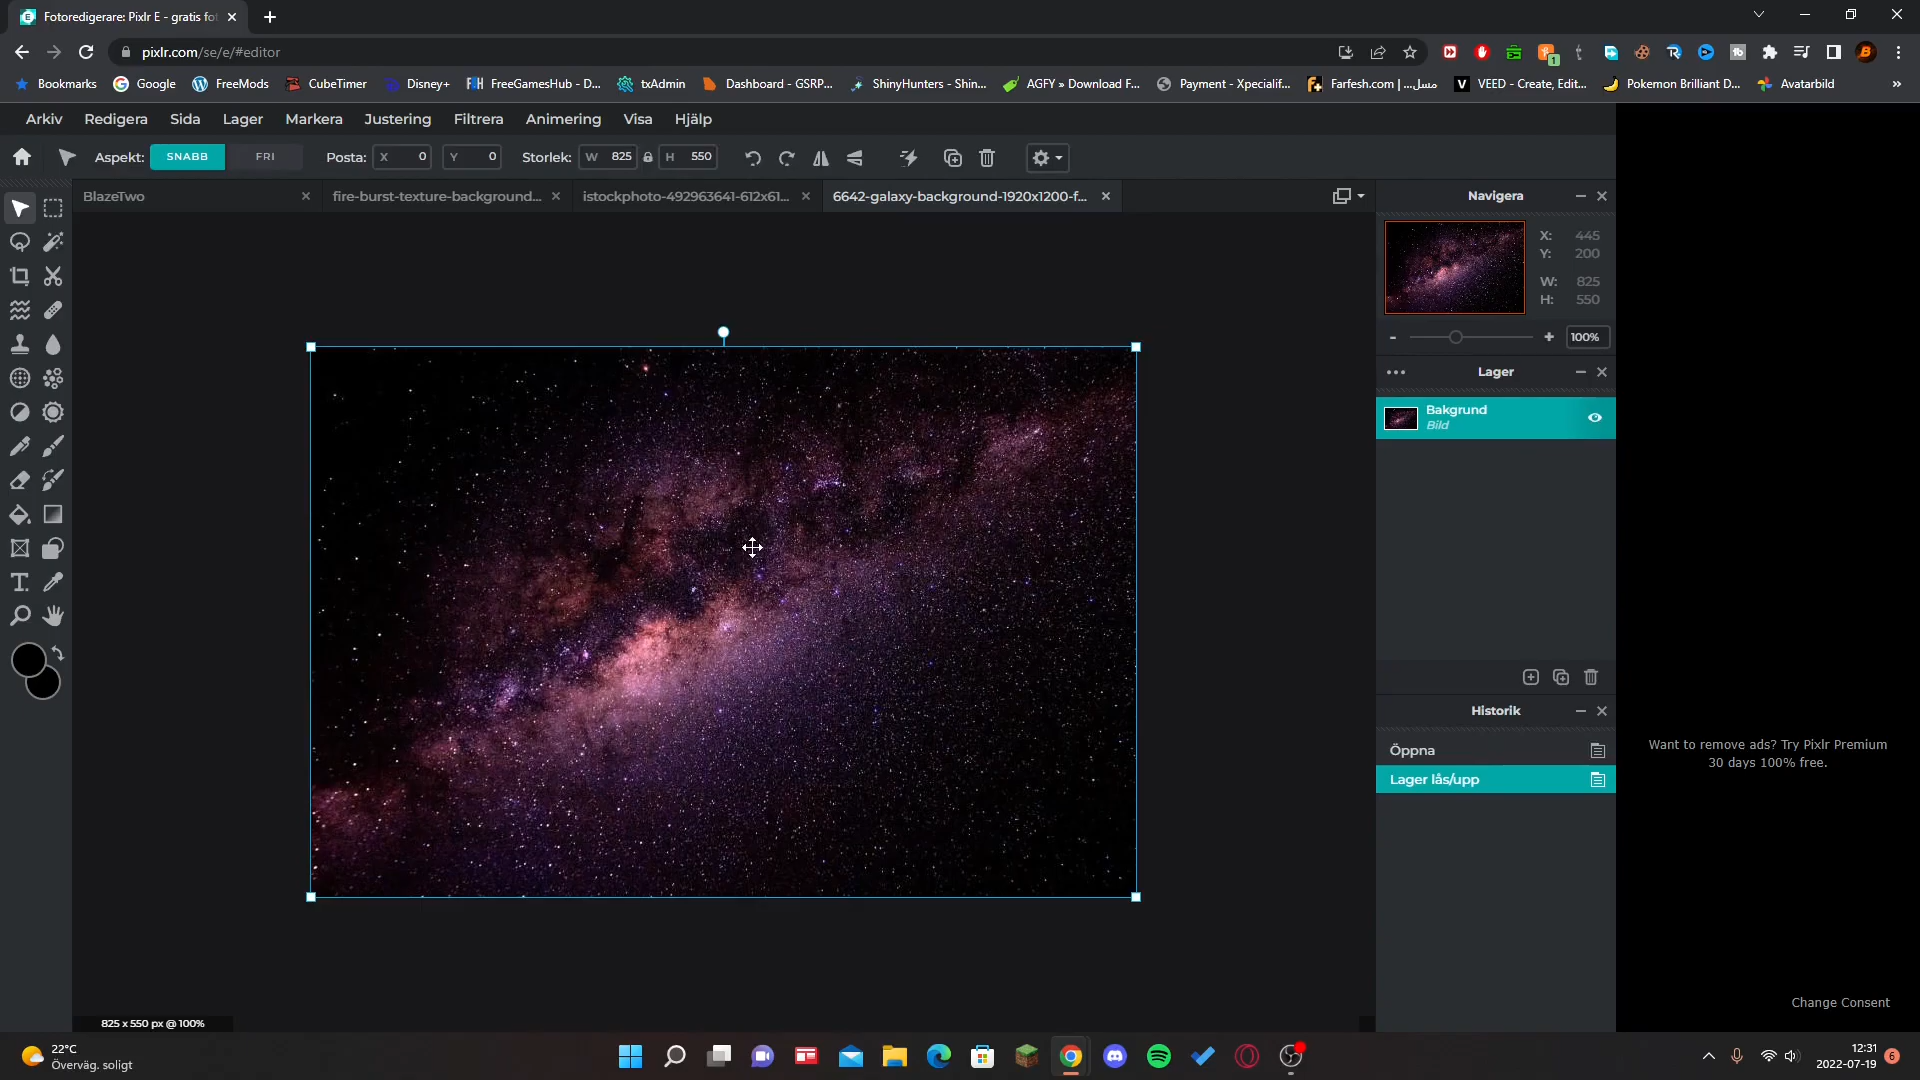 Fotoredigerare: Pixlr E - gratis fot
pixlr.com/se/e/#editor
1
Bookmarks Google FreeMods CubeTimer Disney+ FreeGamesHub - D... txAdmin Dashboard - GSRP... ShinyHunters - Shin... AGFY » Download F... Payment - Xpecialif... Farfesh.com | ...مسل VEED - Create, Edit... Pokemon Brilliant D... Avatarbild »
Arkiv Redigera Sida Lager Markera Justering Filtrera Animering Visa Hjälp
Aspekt: SNABB FRI Posta: X 0 Y 0 Storlek: W 825 H 550
BlazeTwo fire-burst-texture-background... istockphoto-492963641-612x61... 6642-galaxy-background-1920x1200-f...
Navigera
X: 445
Y: 200
W: 825
H: 550
- + 100%
Lager
Bakgrund
Bild
Historik
Öppna
Lager lås/upp
Want to remove ads? Try Pixlr Premium
30 days 100% free.
Change Consent
825 x 550 px @ 100%
22°C
Överväg. soligt
12:31
2022-07-19
6